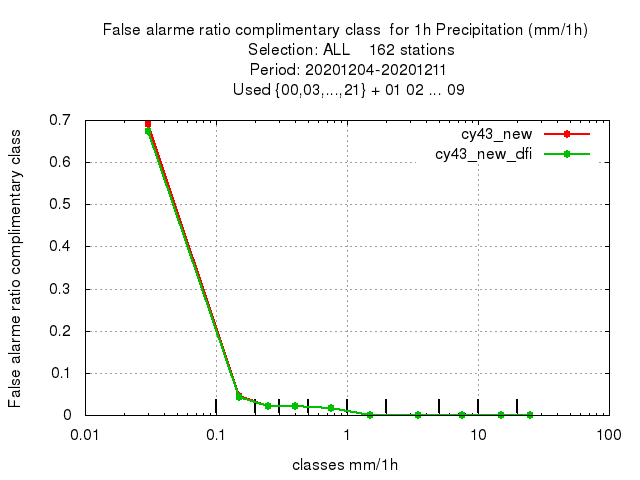 False alarme ratio complimentary class  for 1h Precipitation (mm/1h)
Selection: ALL    162 stations
Period: 20201204-20201211
Used {00,03,...,21} + 01 02 ... 09
cy43_new
cy43_new_dfi
False alarme ratio complimentary class
0.7
0.6
0.5
0.4
0.3
0.2
0.1
0
0.01
0.1
1
10
100
classes mm/1h